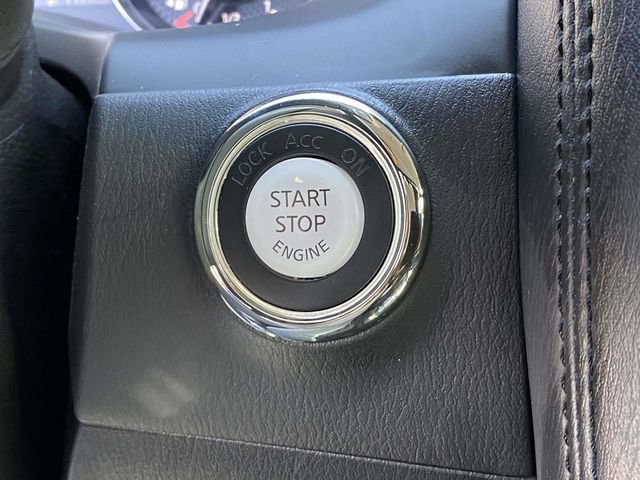 LOCK Acc ON
START
STOP
ENGINE